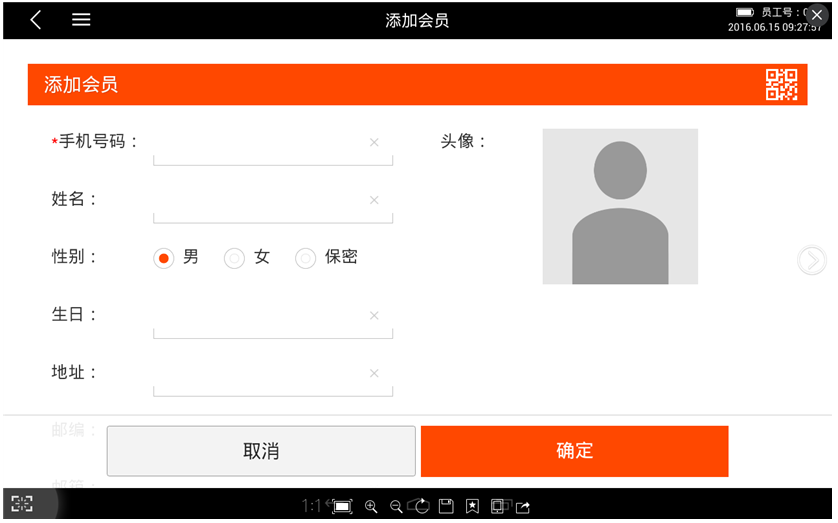 添加会员
员工号：0
2016.06.15 09:27:57
添加会员
*手机号码：
头像：
姓名：
性别：
男
女
保密
生日：
地址：
邮编：
邮箱：
取消
确定
1:1